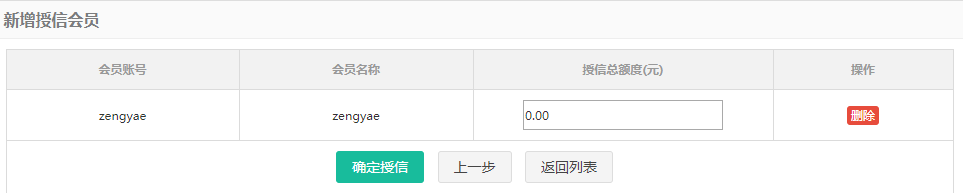 新增授信会员
会员账号 会员名称 授信总额度(元) 操作
zengyae zengyae 0.00 删除
确定授信 上一步 返回列表